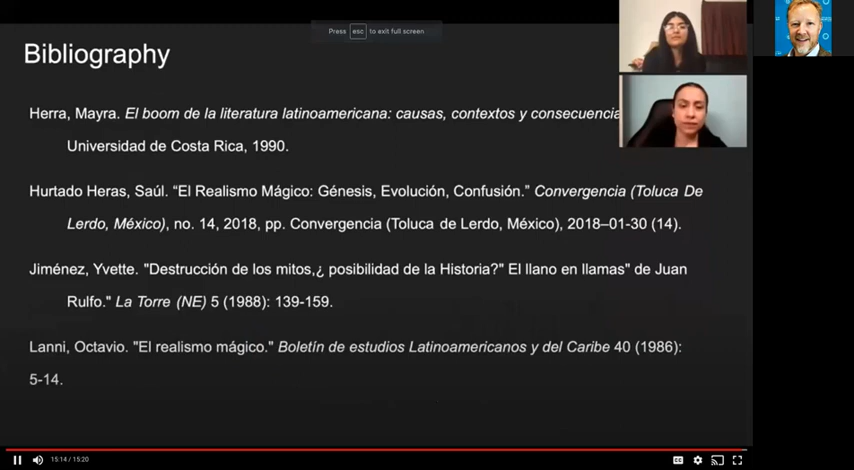 Press esc to exit full screen
Bibliography
Herra, Mayra. El boom de la literatura latinoamericana: causas, contextos y consecuencia
Universidad de Costa Rica, 1990.
Hurtado Heras, Saúl. “El Realismo Mágico: Génesis, Evolución, Confusión.” Convergencia (Toluca De
Lerdo, México), no. 14, 2018, pp. Convergencia (Toluca de Lerdo, México), 2018–01-30 (14).
Jiménez, Yvette. "Destrucción de los mitos,¿ posibilidad de la Historia?" El llano en llamas" de Juan
Rulfo." La Torre (NE) 5 (1988): 139-159.
Lanni, Octavio. "El realismo mágico." Boletín de estudios Latinoamericanos y del Caribe 40 (1986):
5-14.
15:14 / 15:20
CC